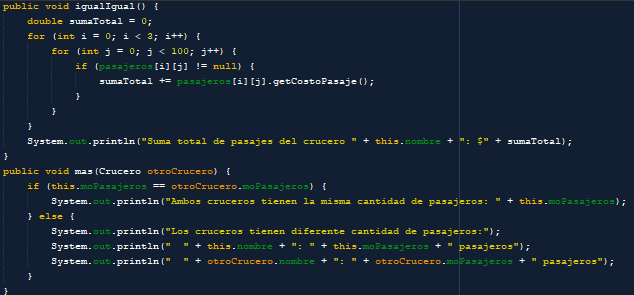 public void igualIgual() {
    double sumaTotal = 0;
    for (int i = 0; i < 3; i++) {
        for (int j = 0; j < 100; j++) {
            if (pasajeros[i][j] != null) {
                sumaTotal += pasajeros[i][j].getCostoPasaje();
            }
        }
    }
    System.out.println("Suma total de pasajes del crucero " + this.nombre + ": $" + sumaTotal);
}
public void mas(Crucero otroCrucero) {
    if (this.moPasajeros == otroCrucero.moPasajeros) {
        System.out.println("Ambos cruceros tienen la misma cantidad de pasajeros: " + this.moPasajeros);
    } else {
        System.out.println("Los cruceros tienen diferente cantidad de pasajeros:");
        System.out.println("  " + this.nombre + ": " + this.moPasajeros + " pasajeros");
        System.out.println("  " + otroCrucero.nombre + ": " + otroCrucero.moPasajeros + " pasajeros");
    }
}